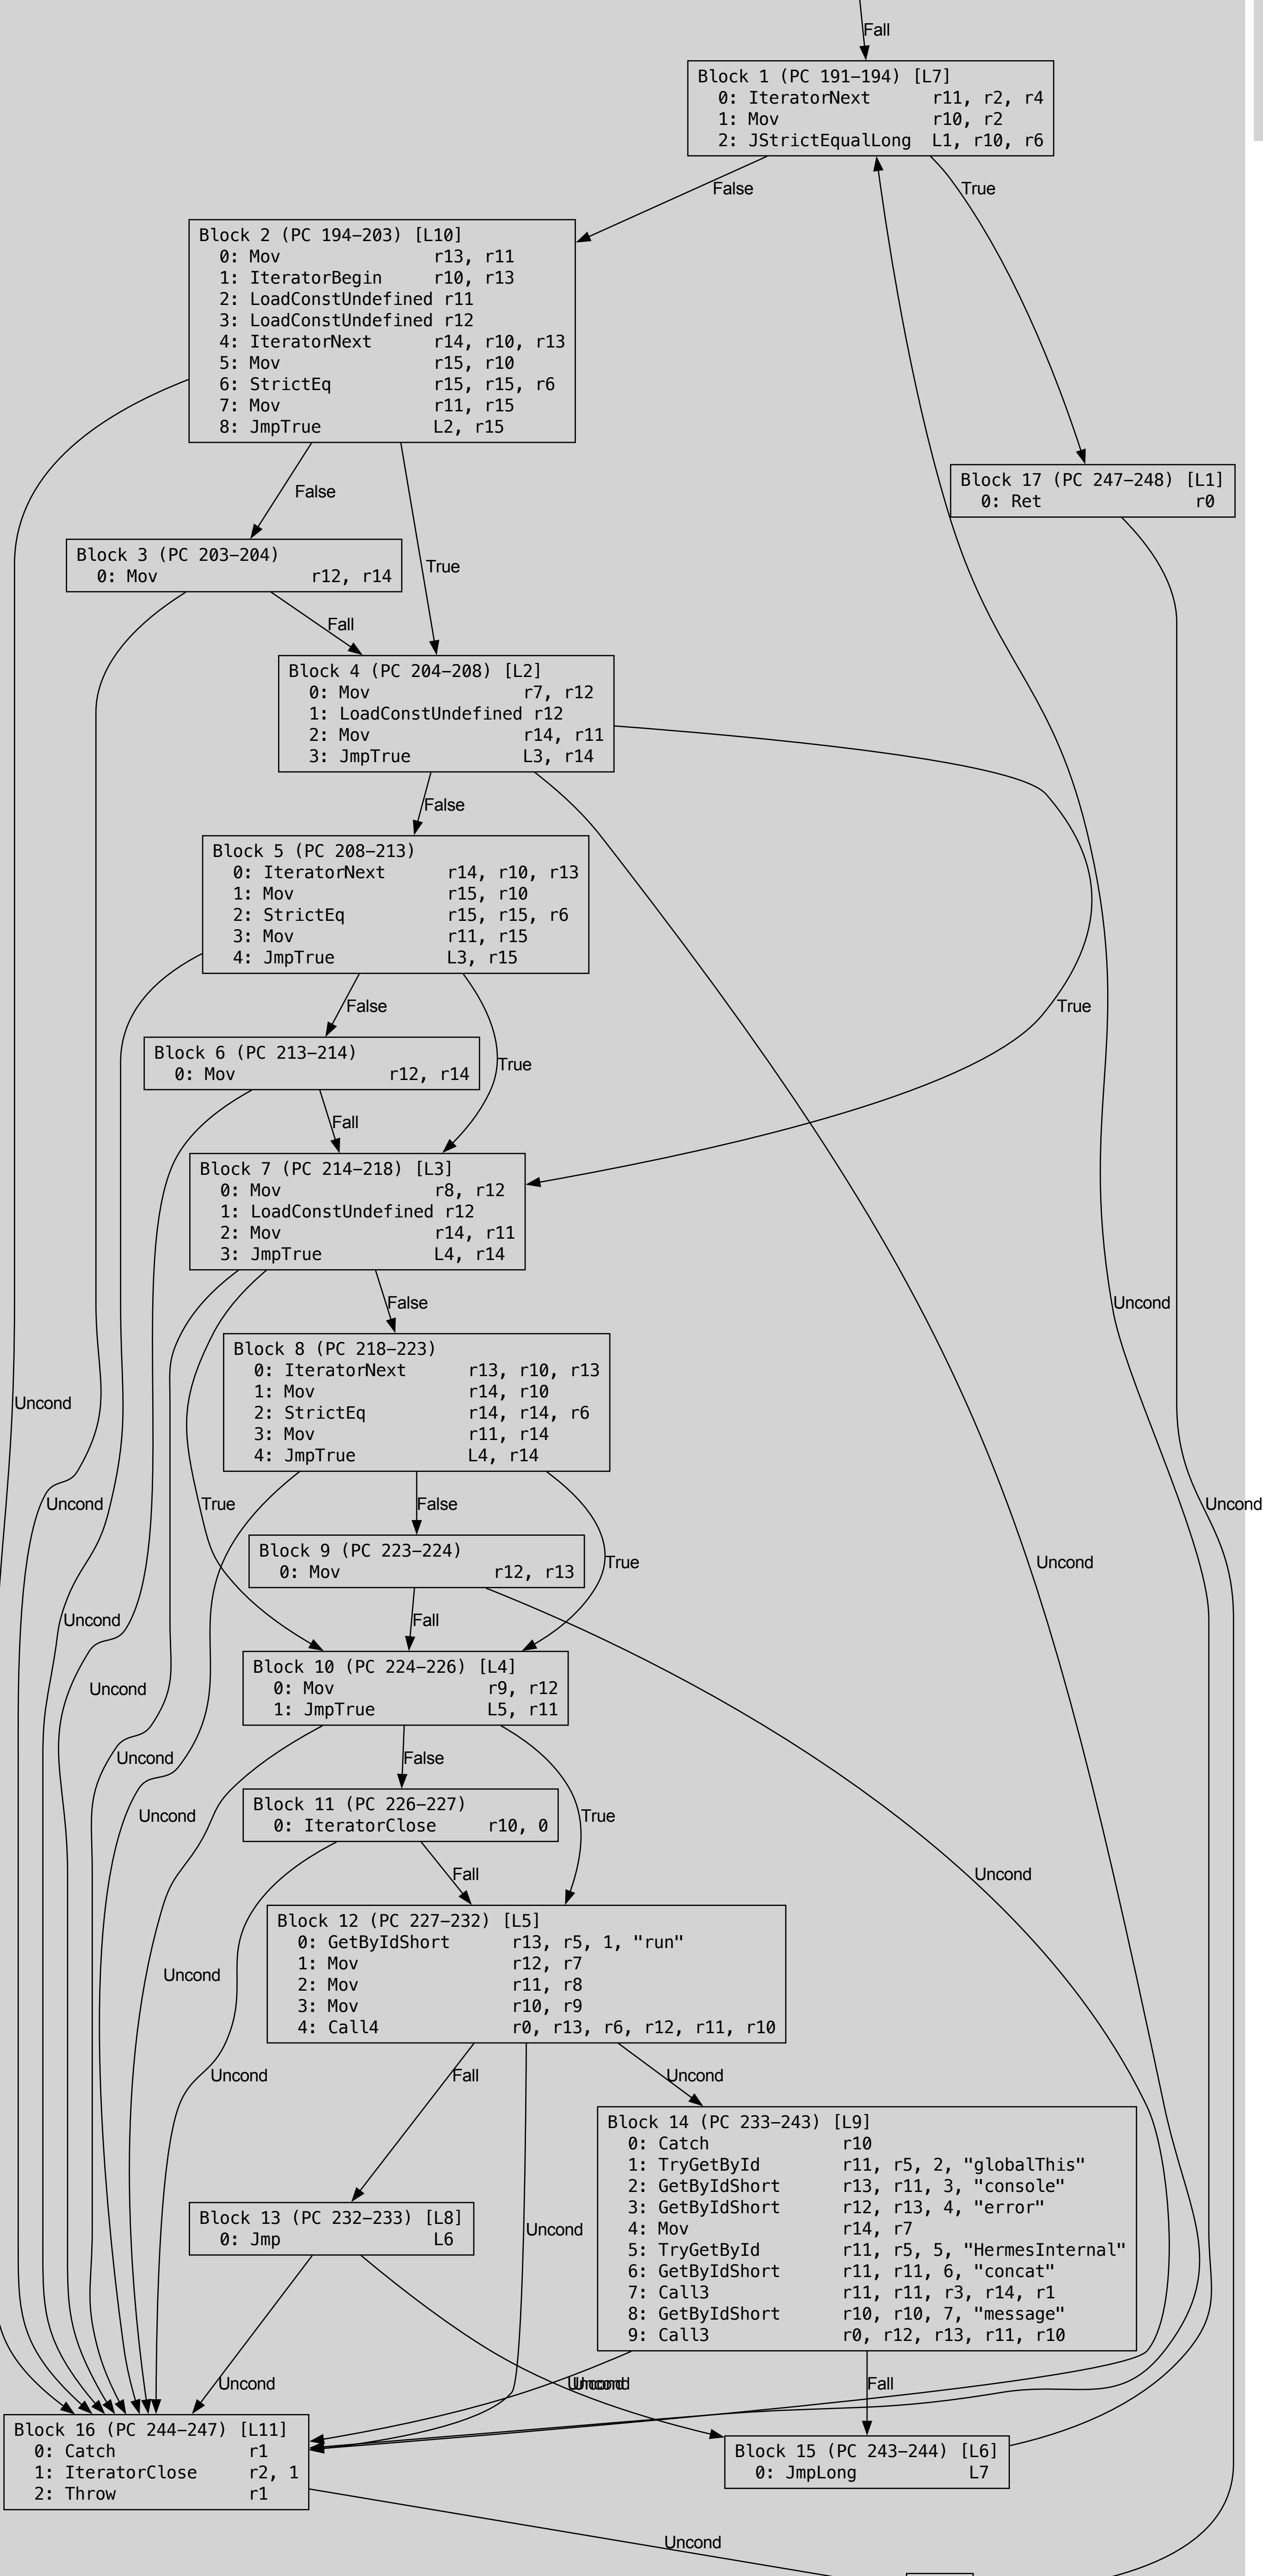 Fall
Block 1 (PC 191–194) [L7]
0: IteratorNext r11, r2, r4
1: Mov r10, r2
2: JStrictEqualLong L1, r10, r6
False
True
Block 2 (PC 194–203) [L10]
0: Mov r13, r11
1: IteratorBegin r10, r13
2: LoadConstUndefined r11
3: LoadConstUndefined r12
4: IteratorNext r14, r10, r13
5: Mov r15, r10
6: StrictEq r15, r15, r6
7: Mov r11, r15
8: JmpTrue L2, r15
Block 17 (PC 247–248) [L1]
0: Ret r0
False
True
Block 3 (PC 203–204)
0: Mov r12, r14
Fall
Block 4 (PC 204–208) [L2]
0: Mov r7, r12
1: LoadConstUndefined r12
2: Mov r14, r11
3: JmpTrue L3, r14
False
Block 5 (PC 208–213)
0: IteratorNext r14, r10, r13
1: Mov r15, r10
2: StrictEq r15, r15, r6
3: Mov r11, r15
4: JmpTrue L3, r15
False
True
True
Block 6 (PC 213–214)
0: Mov r12, r14
Fall
Block 7 (PC 214–218) [L3]
0: Mov r8, r12
1: LoadConstUndefined r12
2: Mov r14, r11
3: JmpTrue L4, r14
False
Uncond
Block 8 (PC 218–223)
0: IteratorNext r13, r10, r13
1: Mov r14, r10
2: StrictEq r14, r14, r6
3: Mov r11, r14
4: JmpTrue L4, r14
Uncond
Uncond
True
False
Uncond
Block 9 (PC 223–224)
0: Mov r12, r13
True
Uncond
Uncond
Fall
Block 10 (PC 224–226) [L4]
0: Mov r9, r12
1: JmpTrue L5, r11
Uncond
Uncond
False
Block 11 (PC 226–227)
0: IteratorClose r10, 0
Uncond
True
Fall
Uncond
Block 12 (PC 227–232) [L5]
0: GetByIdShort r13, r5, 1, "run"
1: Mov r12, r7
2: Mov r11, r8
3: Mov r10, r9
4: Call4 r0, r13, r6, r12, r11, r10
Uncond
Uncond
Fall
Uncond
Block 14 (PC 233–243) [L9]
0: Catch r10
1: TryGetById r11, r5, 2, "globalThis"
2: GetByIdShort r13, r11, 3, "console"
3: GetByIdShort r12, r13, 4, "error"
4: Mov r14, r7
5: TryGetById r11, r5, 5, "HermesInternal"
6: GetByIdShort r11, r11, 6, "concat"
7: Call3 r11, r11, r3, r14, r1
8: GetByIdShort r10, r10, 7, "message"
9: Call3 r0, r12, r13, r11, r10
Block 13 (PC 232–233) [L8]
0: Jmp L6
Uncond
Uncond
Uncond
Uncond
Fall
Block 16 (PC 244–247) [L11]
0: Catch r1
1: IteratorClose r2, 1
2: Throw r1
Block 15 (PC 243–244) [L6]
0: JmpLong L7
Uncond